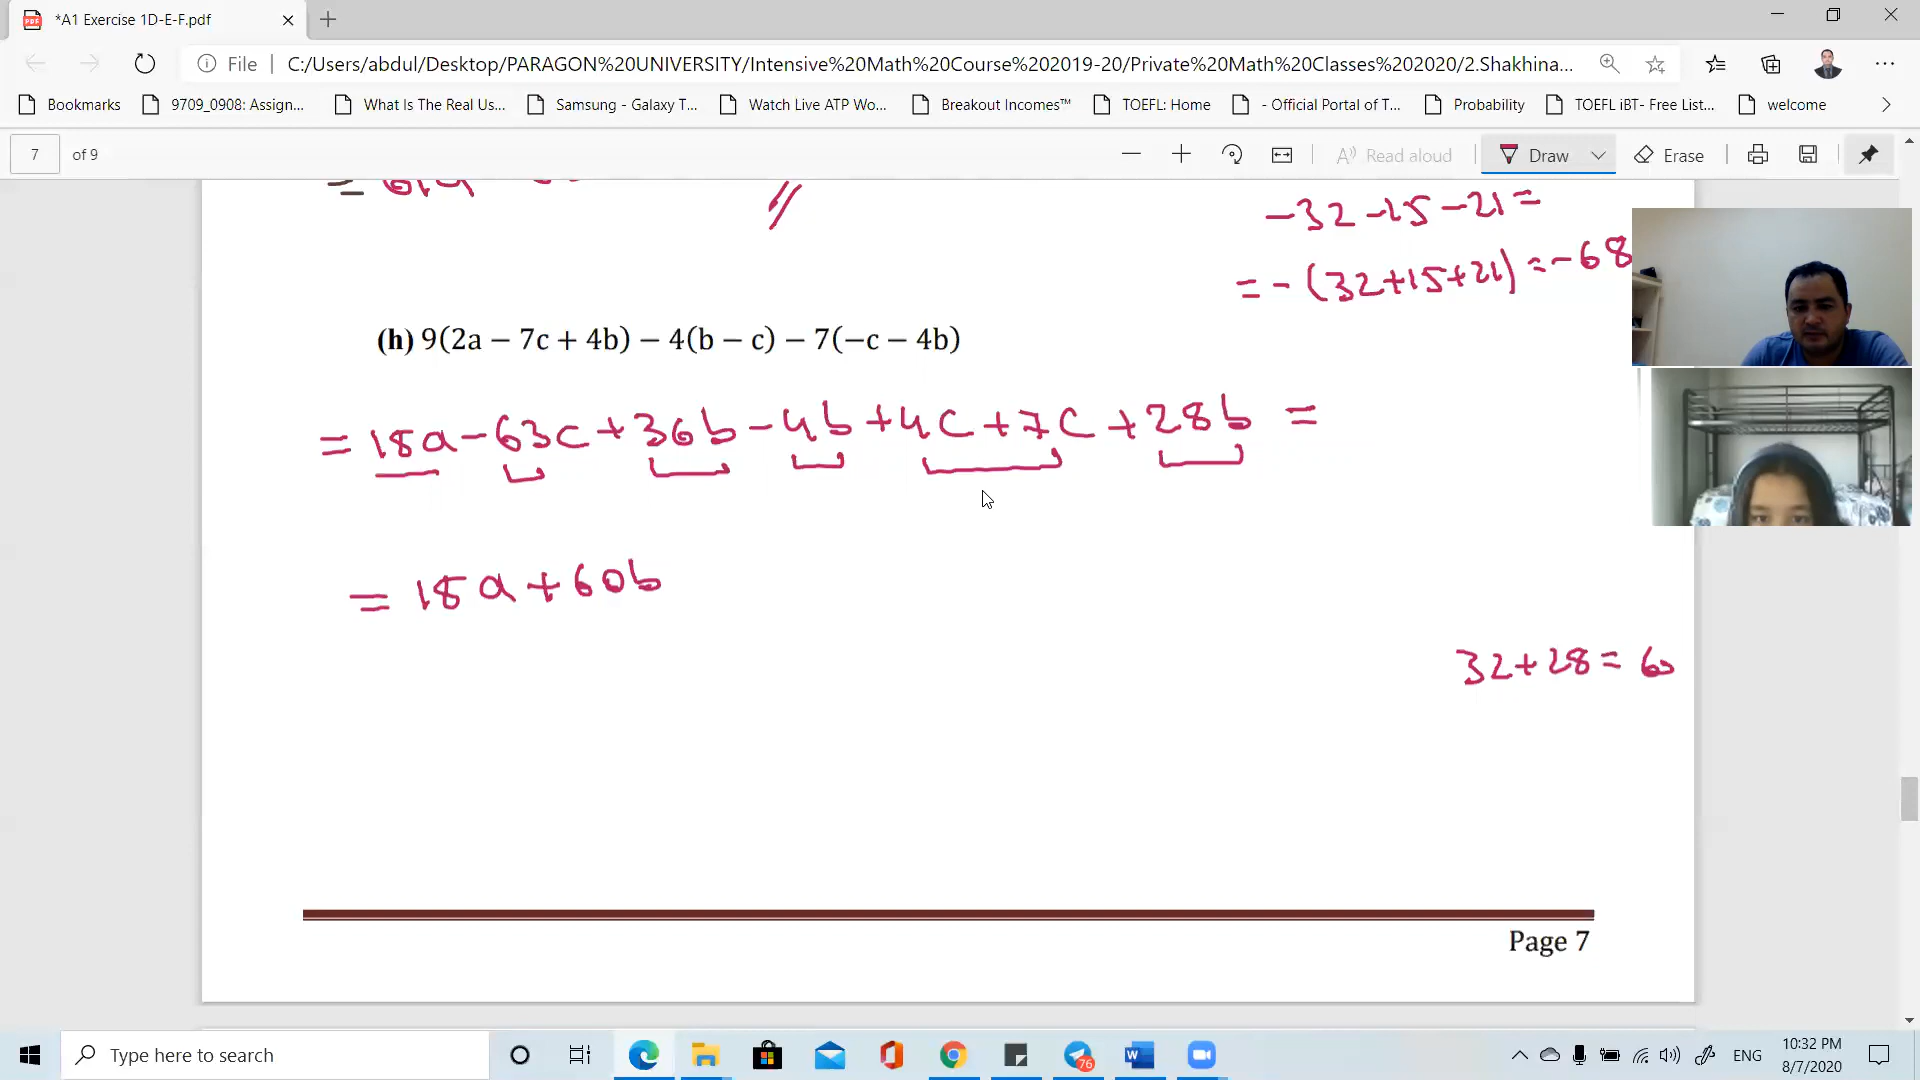 *A1 Exercise 1D-E-F.pdf
File
C:/Users/abdul/Desktop/PARAGON%20UNIVERSITY/Intensive%20Math%20Course%202019-20/Private%20Math%20Classes%202020/2.Shakhina...
Bookmarks 9709_0908: Assign... What Is The Real Us... Samsung - Galaxy T... Watch Live ATP Wo... Breakout Incomes™ TOEFL: Home - Official Portal of T... Probability TOEFL iBT- Free List... welcome
7 of 9 Read aloud Draw Erase
-32-15-21=
=-(32+15+21)=-68
(h) 9(2a − 7c + 4b) − 4(b − c) − 7(−c − 4b)
=18a-63c+36b-4b+4c+7c+28b =
=18a+60b
32+28=60
Page 7
Type here to search
76
ENG
10:32 PM
8/7/2020